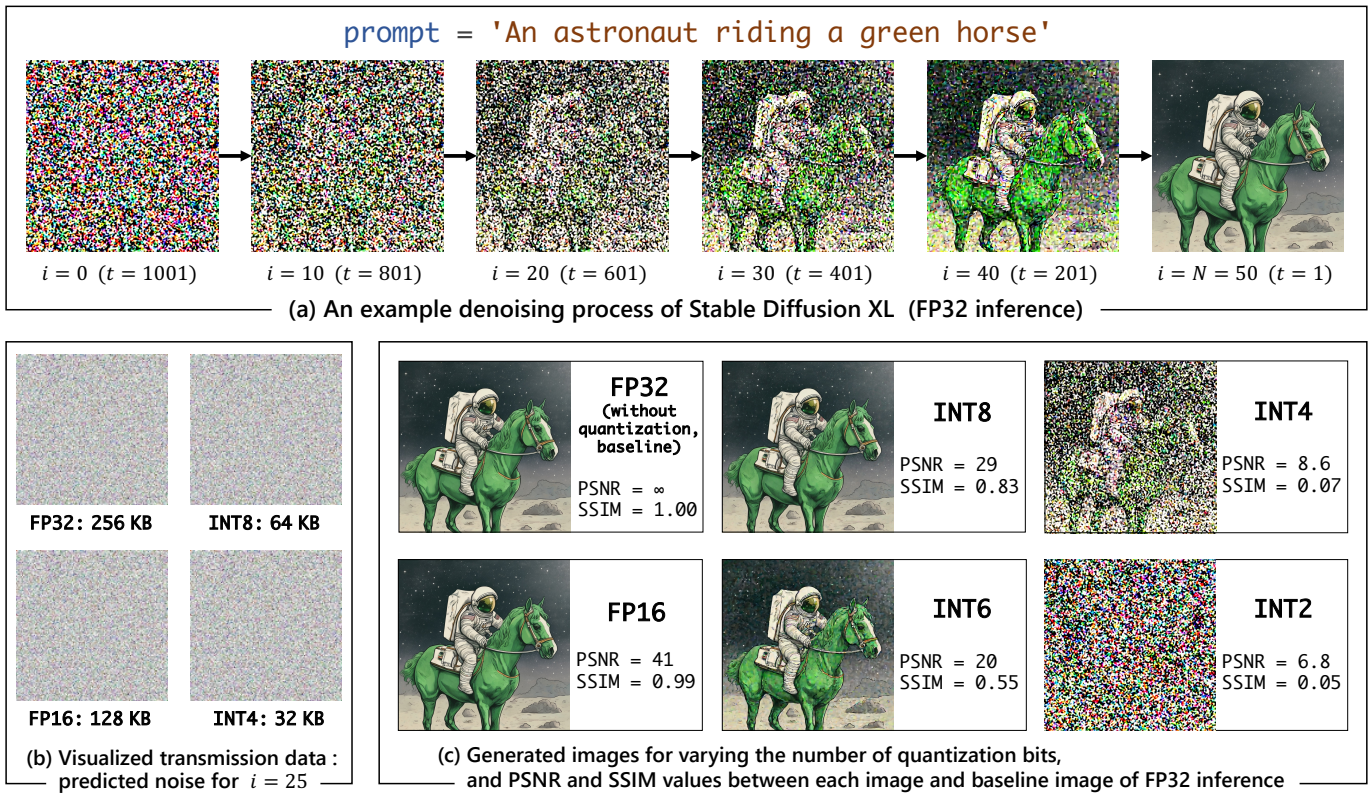 prompt = 'An astronaut riding a green horse'
i = 0 (t = 1001)
i = 10 (t = 801)
i = 20 (t = 601)
i = 30 (t = 401)
i = 40 (t = 201)
i = N = 50 (t = 1)
(a) An example denoising process of Stable Diffusion XL (FP32 inference)
FP32: 256 KB
INT8: 64 KB
FP16: 128 KB
INT4: 32 KB
(b) Visualized transmission data :
predicted noise for i = 25
FP32
(without
quantization,
baseline)
PSNR = ∞
SSIM = 1.00
INT8
PSNR = 29
SSIM = 0.83
INT4
PSNR = 8.6
SSIM = 0.07
FP16
PSNR = 41
SSIM = 0.99
INT6
PSNR = 20
SSIM = 0.55
INT2
PSNR = 6.8
SSIM = 0.05
(c) Generated images for varying the number of quantization bits,
and PSNR and SSIM values between each image and baseline image of FP32 inference